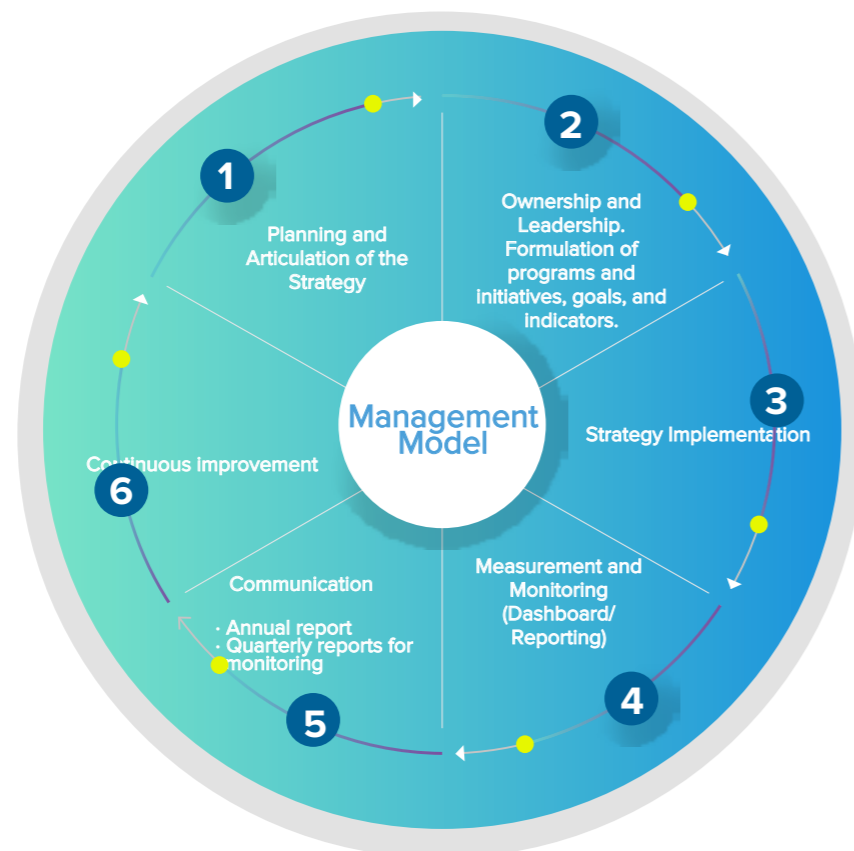 1
Planning and
Articulation of the
Strategy
2
Ownership and
Leadership.
Formulation of
programs and
initiatives, goals, and
indicators.
3
Strategy Implementation
Measurement and
Monitoring
(Dashboard/
Reporting)
4
Communication
· Annual report
· Quarterly reports for
monitoring
5
Continuous improvement
6
Management
Model